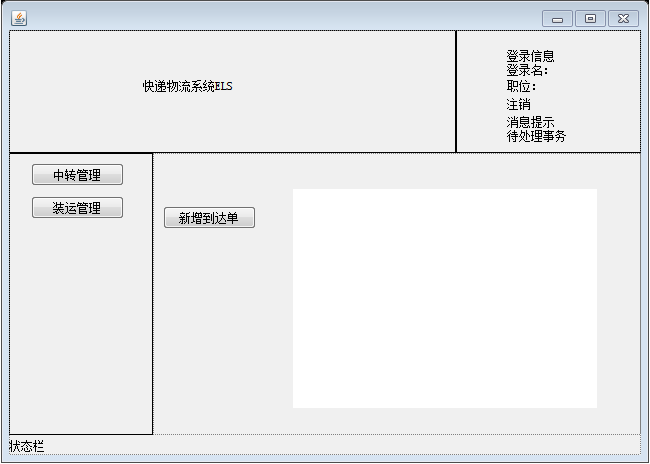 快递物流系统ELS
登录信息
登录名：
职位：
注销
消息提示
待处理事务
中转管理
装运管理
新增到达单
状态栏